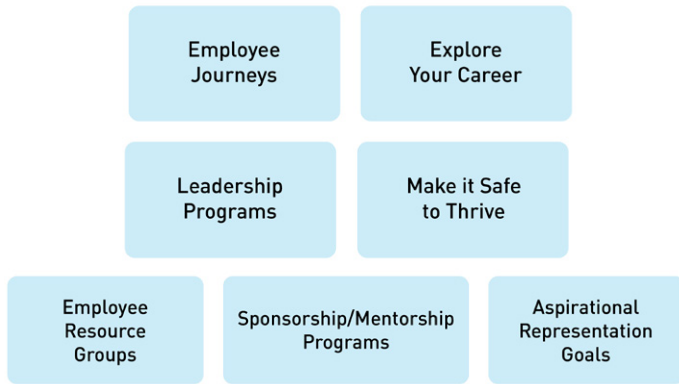 Employee
Journeys
Explore
Your Career
Leadership
Programs
Make it Safe
to Thrive
Employee
Resource
Groups
Sponsorship/Mentorship
Programs
Aspirational
Representation
Goals